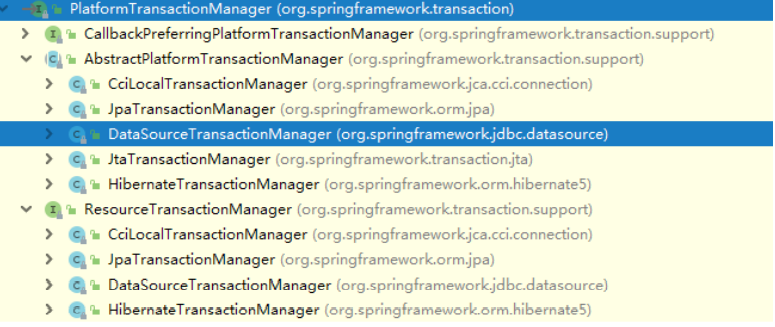 PlatformTransactionManager (org.springframework.transaction)
CallbackPreferringPlatformTransactionManager (org.springframework.transaction.support)
AbstractPlatformTransactionManager (org.springframework.transaction.support)
CciLocalTransactionManager (org.springframework.jca.cci.connection)
JpaTransactionManager (org.springframework.orm.jpa)
DataSourceTransactionManager (org.springframework.jdbc.datasource)
JtaTransactionManager (org.springframework.transaction.jta)
HibernateTransactionManager (org.springframework.orm.hibernate5)
ResourceTransactionManager (org.springframework.transaction.support)
CciLocalTransactionManager (org.springframework.jca.cci.connection)
JpaTransactionManager (org.springframework.orm.jpa)
DataSourceTransactionManager (org.springframework.jdbc.datasource)
HibernateTransactionManager (org.springframework.orm.hibernate5)